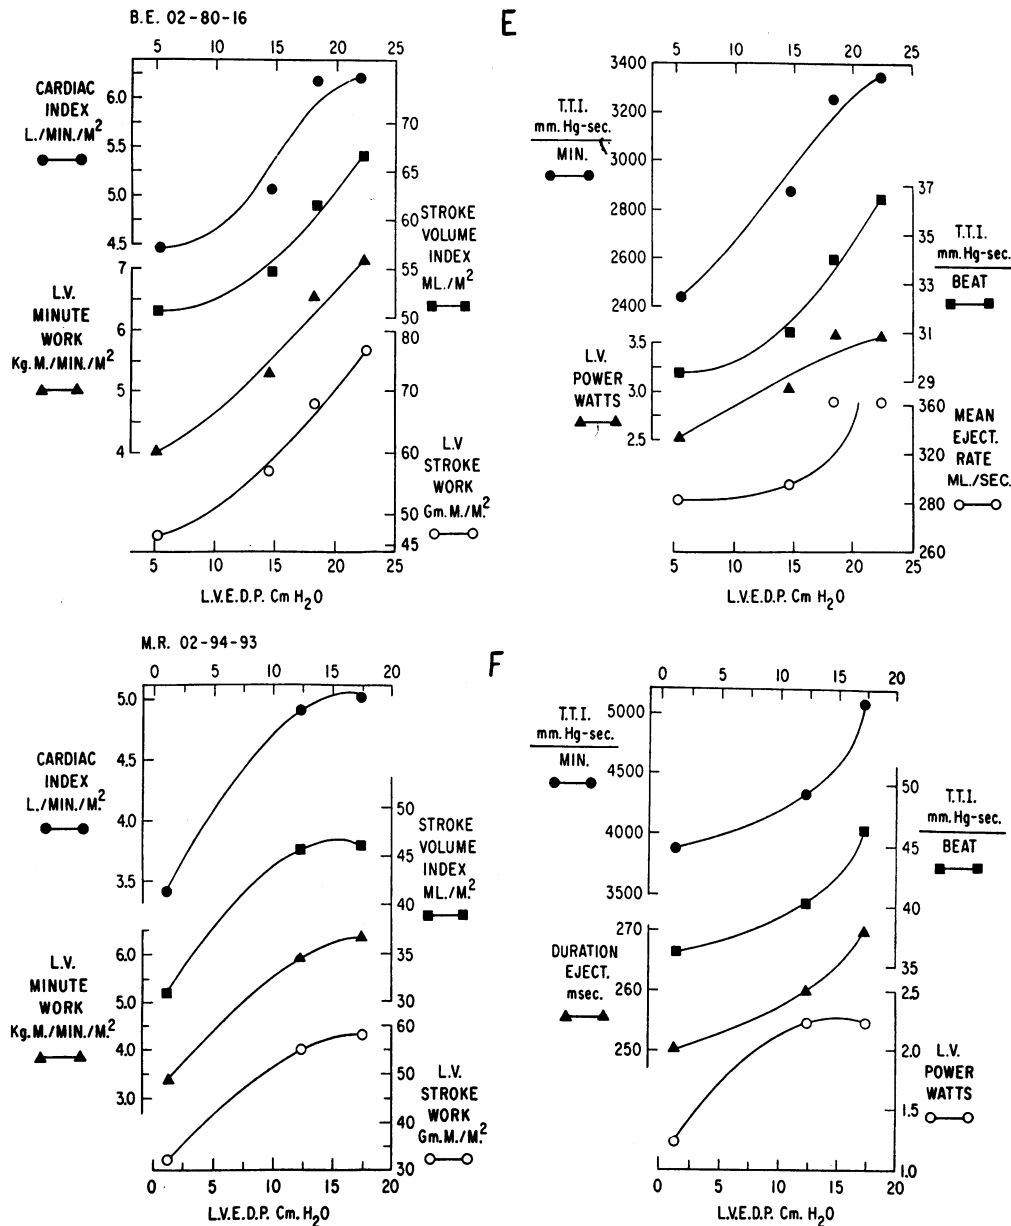 B.E. 02-80-16
E
5 10 15 20 25
CARDIAC
INDEX
L./MIN./M²
6.0
5.5
5.0
4.5
70
65
60
55
50
STROKE
VOLUME
INDEX
ML./M²
L.V.
MINUTE
WORK
Kg.M./MIN./M²
7
6
5
4
80
70
60
50
45
L.V
STROKE
WORK
Gm.M./M.²
5 10 15 20 25
L.V.E.D.P. Cm H₂O
5 10 15 20 25
T.T.I.
mm.Hg-sec.
MIN.
3400
3200
3000
2800
2600
2400
37
35
33
31
29
T.T.I.
mm.Hg-sec.
BEAT
L.V.
POWER
WATTS
3.5
3.0
2.5
360
320
280
260
MEAN
EJECT.
RATE
ML./SEC.
5 10 15 20 25
L.V.E.D.P. Cm H₂O
M.R. 02-94-93
F
0 5 10 15 20
CARDIAC
INDEX
L./MIN./M.²
5.0
4.5
4.0
3.5
50
45
40
35
30
STROKE
VOLUME
INDEX
ML./M.²
L.V.
MINUTE
WORK
Kg.M./MIN./M.²
6.0
5.0
4.0
3.0
60
50
40
30
L.V.
STROKE
WORK
Gm.M./M.²
0 5 10 15 20
L.V.E.D.P. Cm. H₂O
0 5 10 15 20
T.T.I.
mm.Hg-sec.
MIN.
5000
4500
4000
3500
50
45
40
35
T.T.I.
mm.Hg-sec.
BEAT
DURATION
EJECT.
msec.
270
260
250
2.5
2.0
1.5
1.0
L.V.
POWER
WATTS
0 5 10 15 20
L.V.E.D.P. Cm. H₂O